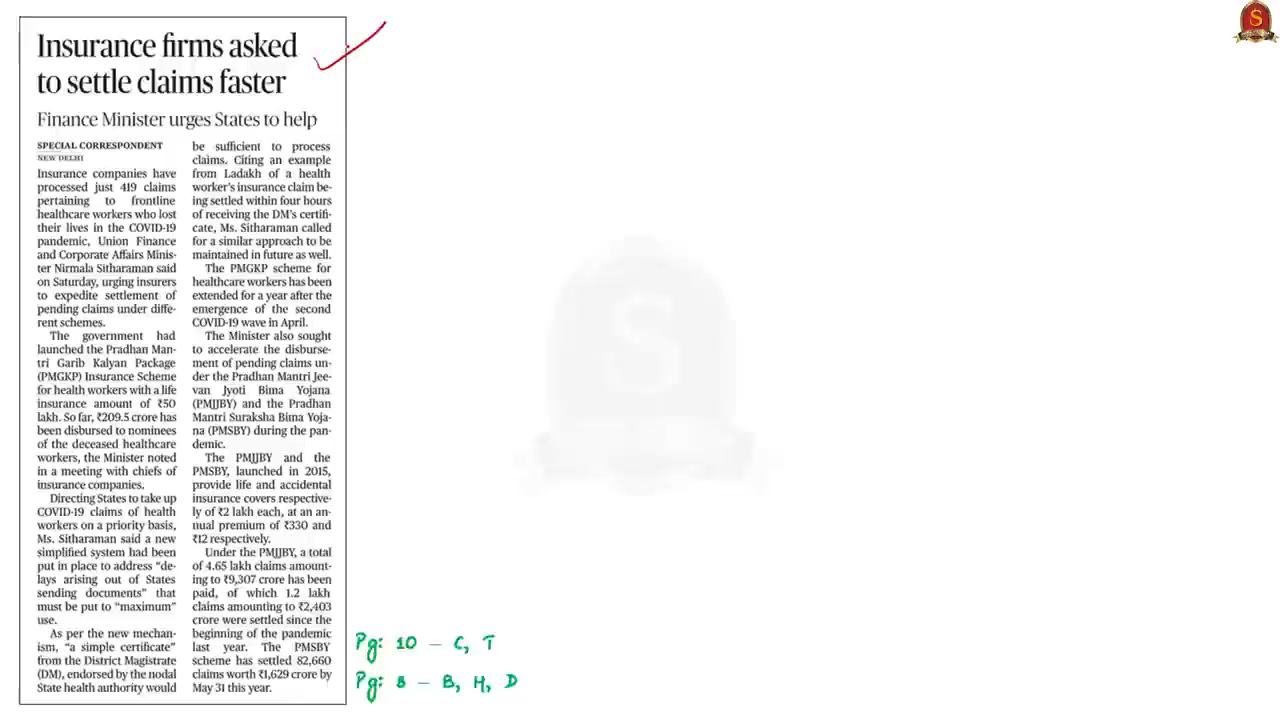 Insurance firms asked
to settle claims faster
Finance Minister urges States to help
SPECIAL CORRESPONDENT
NEW DELHI
Insurance companies have
processed just 419 claims
pertaining to frontline
healthcare workers who lost
their lives in the COVID-19
pandemic, Union Finance
and Corporate Affairs Minis-
ter Nirmala Sitharaman said
on Saturday, urging insurers
to expedite settlement of
pending claims under diffe-
rent schemes.
The government had
launched the Pradhan Man-
tri Garib Kalyan Package
(PMGKP) Insurance Scheme
for health workers with a life
insurance amount of ₹50
lakh. So far, ₹209.5 crore has
been disbursed to nominees
of the deceased healthcare
workers, the Minister noted
in a meeting with chiefs of
insurance companies.
Directing States to take up
COVID-19 claims of health
workers on a priority basis,
Ms. Sitharaman said a new
simplified system had been
put in place to address “de-
lays arising out of States
sending documents” that
must be put to “maximum”
use.
As per the new mechan-
ism, “a simple certificate”
from the District Magistrate
(DM), endorsed by the nodal
State health authority would
be sufficient to process
claims. Citing an example
from Ladakh of a health
worker’s insurance claim be-
ing settled within four hours
of receiving the DM’s certifi-
cate, Ms. Sitharaman called
for a similar approach to be
maintained in future as well.
The PMGKP scheme for
healthcare workers has been
extended for a year after the
emergence of the second
COVID-19 wave in April.
The Minister also sought
to accelerate the disburse-
ment of pending claims un-
der the Pradhan Mantri Jee-
van Jyoti Bima Yojana
(PMJJBY) and the Pradhan
Mantri Suraksha Bima Yoja-
na (PMSBY) during the pan-
demic.
The PMJJBY and the
PMSBY, launched in 2015,
provide life and accidental
insurance covers respective-
ly of ₹2 lakh each, at an an-
nual premium of ₹330 and
₹12 respectively.
Under the PMJJBY, a total
of 4.65 lakh claims amount-
ing to ₹9,307 crore has been
paid, of which 1.2 lakh
claims amounting to ₹2,403
crore were settled since the
beginning of the pandemic
last year. The PMSBY
scheme has settled 82,660
claims worth ₹1,629 crore by
May 31 this year.
Pg: 10 – C, T
Pg: 8 – B, H, D
S
S